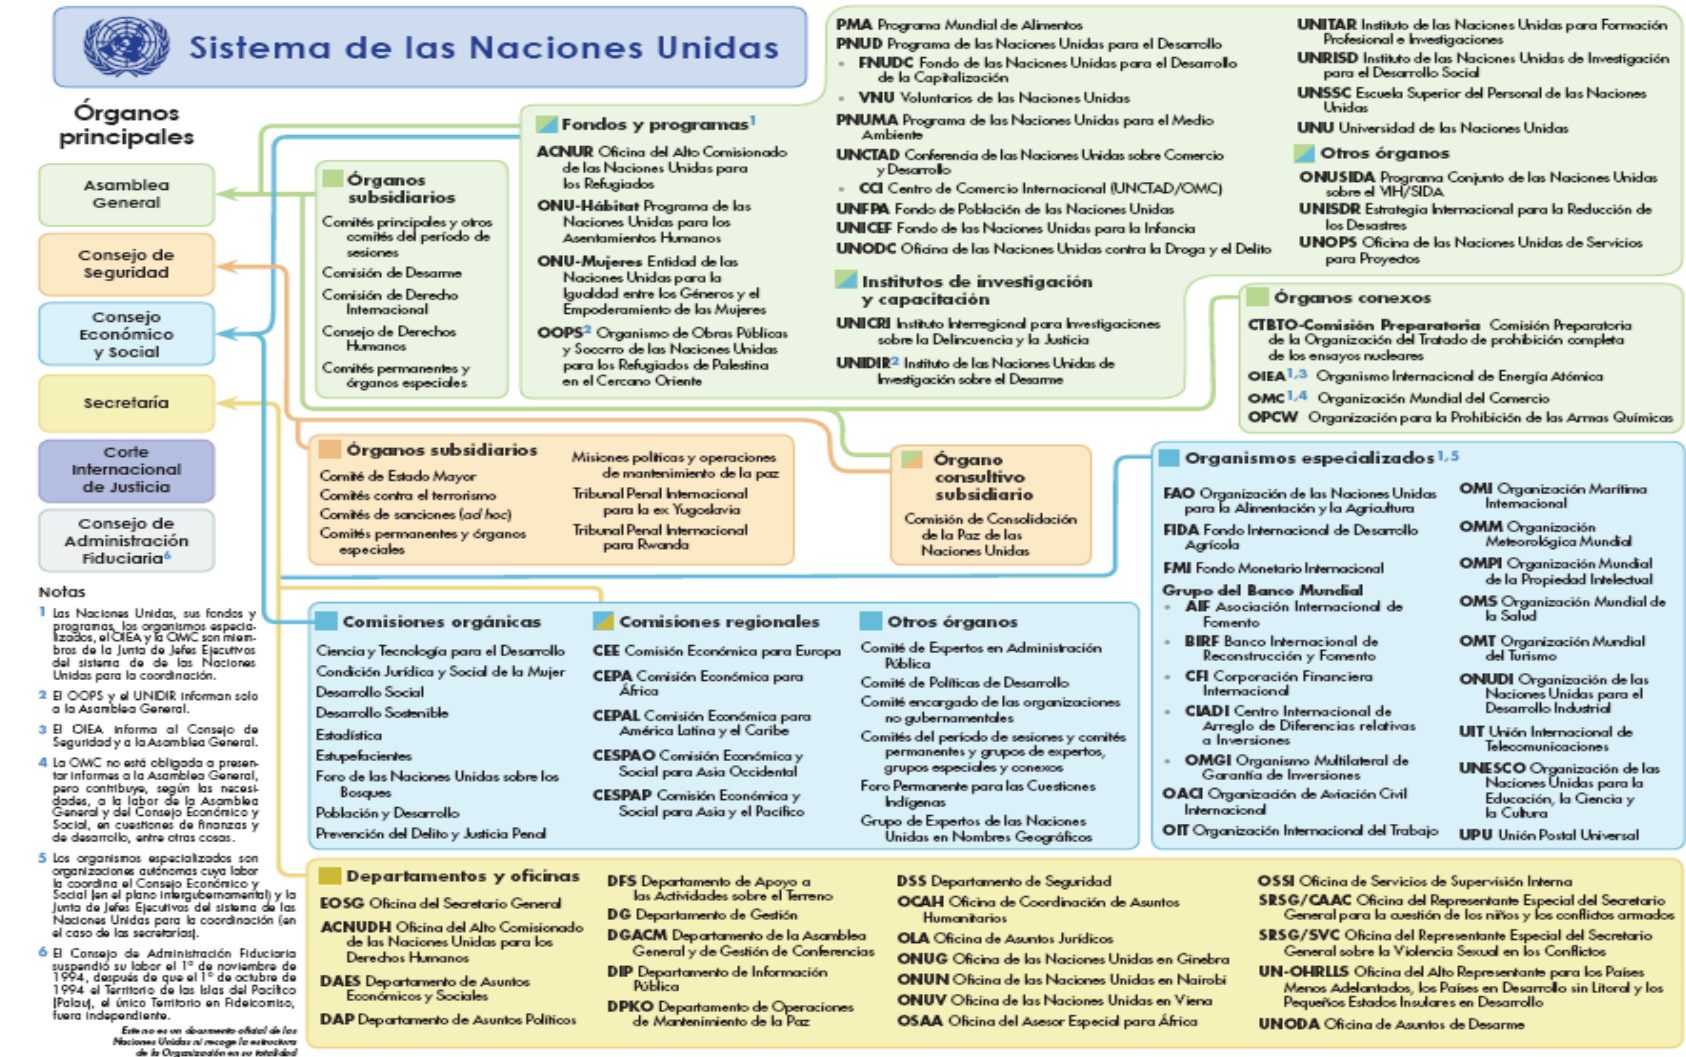 Sistema de las Naciones Unidas
Órganos
principales
Asamblea
General
Consejo de
Seguridad
Consejo
Económico
y Social
Secretaría
Corte
Internacional
de Justicia
Consejo de
Administración
Fiduciaria6
Notas
1 Las Naciones Unidas, sus fondos y
programas, los organismos especia-
lizados, el OIEA y la OMC son miem-
bros de la Junta de Jefes Ejecutivos
del sistema de de las Naciones
Unidas para la coordinación.
2 El OOPS y el UNIDIR informan solo
a la Asamblea General.
3 El OIEA informa al Consejo de
Seguridad y a la Asamblea General.
4 La OMC no está obligada a presen-
tar informes a la Asamblea General,
pero contribuye, según las necesi-
dades, a la labor de la Asamblea
General y del Consejo Económico y
Social, en cuestiones de finanzas y
de desarrollo, entre otras cosas.
5 Los organismos especializados son
organizaciones autónomas cuya labor
la coordina el Consejo Económico y
Social (en el plano intergubernamental) y la
Junta de Jefes Ejecutivos del sistema de las
Naciones Unidas para la coordinación (en
el caso de las secretarías).
6 El Consejo de Administración Fiduciaria
suspendió su labor el 1º de noviembre de
1994, después de que el 1º de octubre de
1994 el Territorio de las Islas del Pacífico
(Palau), el único Territorio en Fideicomiso,
fuera independiente.
Este no es un documento oficial de las
Naciones Unidas ni recoge la estructura
de la Organización en su totalidad
Órganos
subsidiarios
Comités principales y otros
comités del período de
sesiones
Comisión de Desarme
Comisión de Derecho
Internacional
Consejo de Derechos
Humanos
Comités permanentes y
órganos especiales
Fondos y programas1
ACNUR Oficina del Alto Comisionado
de las Naciones Unidas para
los Refugiados
ONU-Hábitat Programa de las
Naciones Unidas para los
Asentamientos Humanos
ONU-Mujeres Entidad de las
Naciones Unidas para la
Igualdad entre los Géneros y el
Empoderamiento de las Mujeres
OOPS2 Organismo de Obras Públicas
y Socorro de las Naciones Unidas
para los Refugiados de Palestina
en el Cercano Oriente
PMA Programa Mundial de Alimentos
PNUD Programa de las Naciones Unidas para el Desarrollo
• FNUDC Fondo de las Naciones Unidas para el Desarrollo
de la Capitalización
• VNU Voluntarios de las Naciones Unidas
PNUMA Programa de las Naciones Unidas para el Medio
Ambiente
UNCTAD Conferencia de las Naciones Unidas sobre Comercio
y Desarrollo
• CCI Centro de Comercio Internacional (UNCTAD/OMC)
UNFPA Fondo de Población de las Naciones Unidas
UNICEF Fondo de las Naciones Unidas para la Infancia
UNODC Oficina de las Naciones Unidas contra la Droga y el Delito
Institutos de investigación
y capacitación
UNICRI Instituto Interregional para Investigaciones
sobre la Delincuencia y la Justicia
UNIDIR2 Instituto de las Naciones Unidas de
Investigación sobre el Desarme
UNITAR Instituto de las Naciones Unidas para Formación
Profesional e Investigaciones
UNRISD Instituto de las Naciones Unidas de Investigación
para el Desarrollo Social
UNSSC Escuela Superior del Personal de las Naciones
Unidas
UNU Universidad de las Naciones Unidas
Otros órganos
ONUSIDA Programa Conjunto de las Naciones Unidas
sobre el VIH/SIDA
UNISDR Estrategia Internacional para la Reducción de
los Desastres
UNOPS Oficina de las Naciones Unidas de Servicios
para Proyectos
Órganos conexos
CTBTO-Comisión Preparatoria Comisión Preparatoria
de la Organización del Tratado de prohibición completa
de los ensayos nucleares
OIEA1,3 Organismo Internacional de Energía Atómica
OMC1,4 Organización Mundial del Comercio
OPCW Organización para la Prohibición de las Armas Químicas
Órganos subsidiarios
Comité de Estado Mayor
Comités contra el terrorismo
Comités de sanciones (ad hoc)
Comités permanentes y órganos
especiales
Misiones políticas y operaciones
de mantenimiento de la paz
Tribunal Penal Internacional
para la ex Yugoslavia
Tribunal Penal Internacional
para Rwanda
Órgano
consultivo
subsidiario
Comisión de Consolidación
de la Paz de las
Naciones Unidas
Organismos especializados1,5
FAO Organización de las Naciones Unidas
para la Alimentación y la Agricultura
FIDA Fondo Internacional de Desarrollo
Agrícola
FMI Fondo Monetario Internacional
Grupo del Banco Mundial
• AIF Asociación Internacional de
Fomento
• BIRF Banco Internacional de
Reconstrucción y Fomento
• CFI Corporación Financiera
Internacional
• CIADI Centro Internacional de
Arreglo de Diferencias relativas
a Inversiones
• OMGI Organismo Multilateral de
Garantía de Inversiones
OACI Organización de Aviación Civil
Internacional
OIT Organización Internacional del Trabajo
OMI Organización Marítima
Internacional
OMM Organización
Meteorológica Mundial
OMPI Organización Mundial
de la Propiedad Intelectual
OMS Organización Mundial de
la Salud
OMT Organización Mundial
del Turismo
ONUDI Organización de las
Naciones Unidas para el
Desarrollo Industrial
UIT Unión Internacional de
Telecomunicaciones
UNESCO Organización de las
Naciones Unidas para la
Educación, la Ciencia y
la Cultura
UPU Unión Postal Universal
Comisiones orgánicas
Ciencia y Tecnología para el Desarrollo
Condición Jurídica y Social de la Mujer
Desarrollo Social
Desarrollo Sostenible
Estadística
Estupefacientes
Foro de las Naciones Unidas sobre los
Bosques
Población y Desarrollo
Prevención del Delito y Justicia Penal
Comisiones regionales
CEE Comisión Económica para Europa
CEPA Comisión Económica para
África
CEPAL Comisión Económica para
América Latina y el Caribe
CESPAO Comisión Económica y
Social para Asia Occidental
CESPAP Comisión Económica y
Social para Asia y el Pacífico
Otros órganos
Comité de Expertos en Administración
Pública
Comité de Políticas de Desarrollo
Comité encargado de las organizaciones
no gubernamentales
Comités del período de sesiones y comités
permanentes y grupos de expertos,
grupos especiales y conexos
Foro Permanente para las Cuestiones
Indígenas
Grupo de Expertos de las Naciones
Unidas en Nombres Geográficos
Departamentos y oficinas
EOSG Oficina del Secretario General
ACNUDH Oficina del Alto Comisionado
de las Naciones Unidas para los
Derechos Humanos
DAES Departamento de Asuntos
Económicos y Sociales
DAP Departamento de Asuntos Políticos
DFS Departamento de Apoyo a
las Actividades sobre el Terreno
DG Departamento de Gestión
DGACM Departamento de la Asamblea
General y de Gestión de Conferencias
DIP Departamento de Información
Pública
DPKO Departamento de Operaciones
de Mantenimiento de la Paz
DSS Departamento de Seguridad
OCAH Oficina de Coordinación de Asuntos
Humanitarios
OLA Oficina de Asuntos Jurídicos
ONUG Oficina de las Naciones Unidas en Ginebra
ONUN Oficina de las Naciones Unidas en Nairobi
ONUV Oficina de las Naciones Unidas en Viena
OSAA Oficina del Asesor Especial para África
OSSI Oficina de Servicios de Supervisión Interna
SRSG/CAAC Oficina del Representante Especial del Secretario
General para la cuestión de los niños y los conflictos armados
SRSG/SVC Oficina del Representante Especial del Secretario
General sobre la Violencia Sexual en los Conflictos
UN-OHRLLS Oficina del Alto Representante para los Países
Menos Adelantados, los Países en Desarrollo sin Litoral y los
Pequeños Estados Insulares en Desarrollo
UNODA Oficina de Asuntos de Desarme